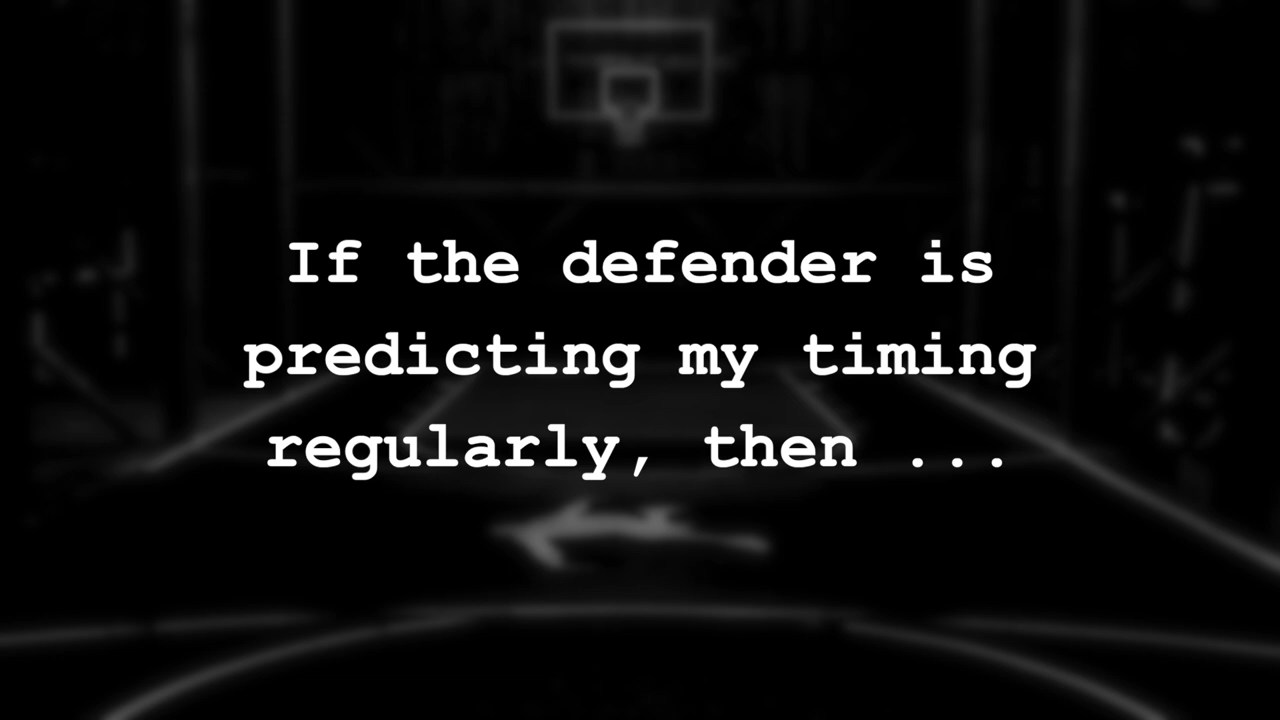 If the defender is
predicting my timing
regularly, then ...